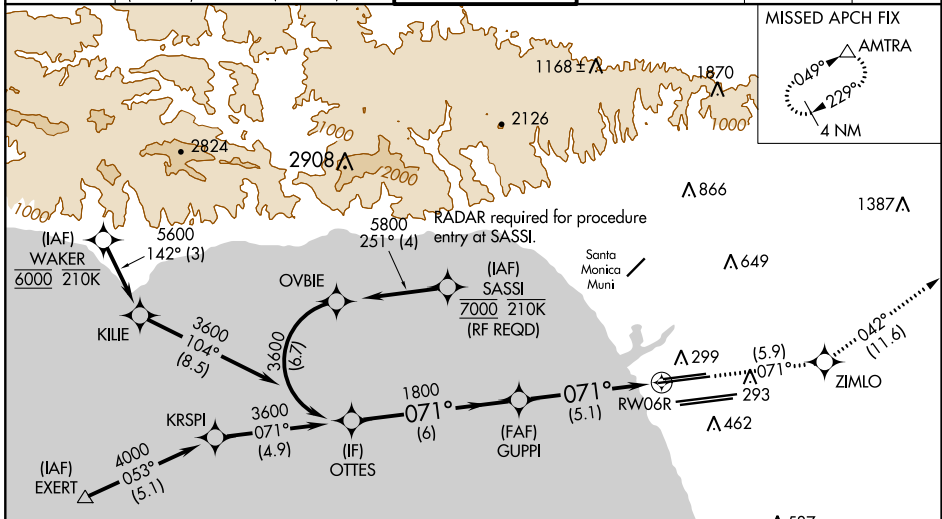 MISSED APCH FIX
AMTRA
049°
229°
4 NM
1168 ±
1870
1000
2126
1000
2824
2908
2000
1000
866
1387
649
RADAR required for procedure
entry at SASSI.
Santa
Monica
Muni
5800
251° (4)
(IAF)
WAKER
6000 210K
5600
142° (3)
OVBIE
(IAF)
SASSI
7000 210K
(RF REQD)
KILIE
3600
104°
(8.5)
3600
(6.7)
042°
(11.6)
299
(5.9)
071°
ZIMLO
RW06R
293
462
1800
071°
(6)
071°
(5.1)
KRSPI
3600
071°
(4.9)
(IF)
OTTES
(FAF)
GUPPI
(IAF)
EXERT
4000
053°
(5.1)